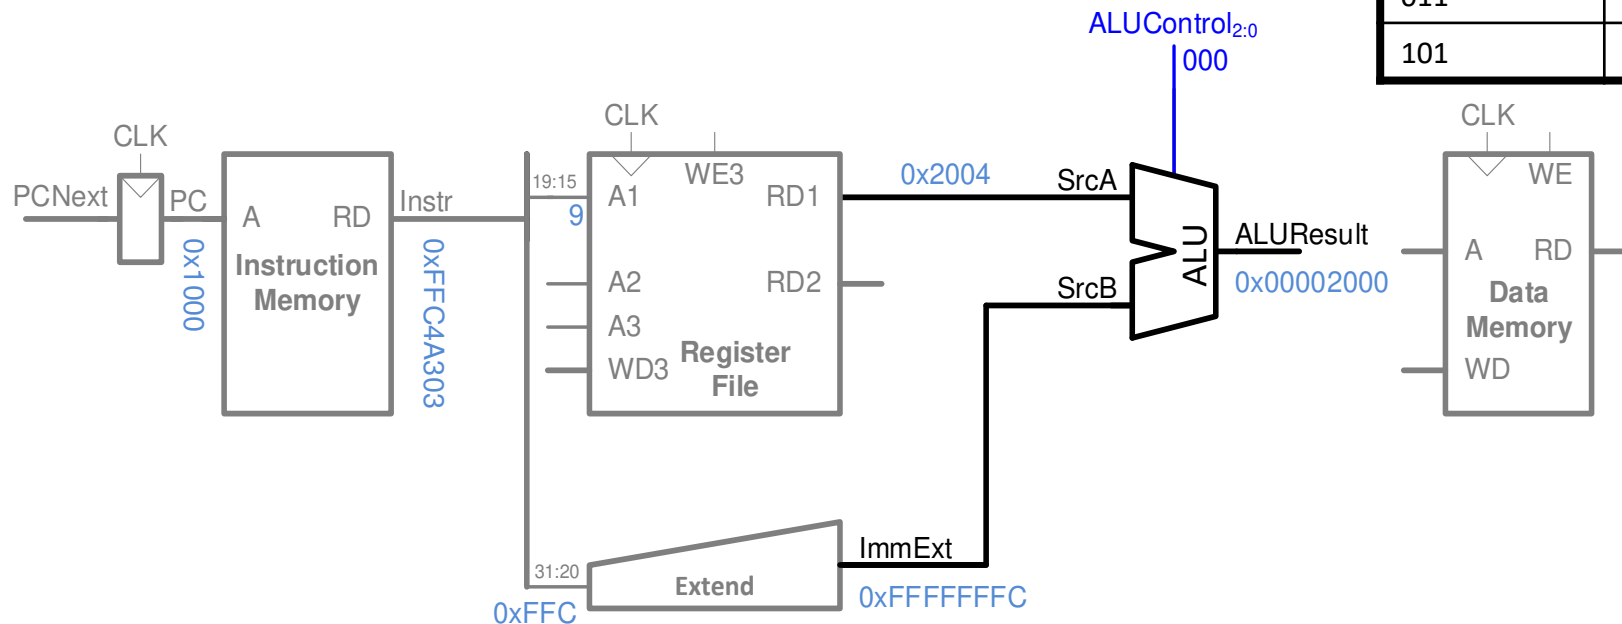 011
ALUControl2:0
000
101
CLK
CLK
CLK
PCNext
PC
A
RD
Instr
Instruction
Memory
0x1000
0xFFC4A303
19:15
9
A1
WE3
RD1
A2
RD2
A3
WD3
Register
File
0x2004
SrcA
SrcB
ALU
ALUResult
0x00002000
WE
A
RD
Data
Memory
WD
31:20
0xFFC
Extend
ImmExt
0xFFFFFFFC